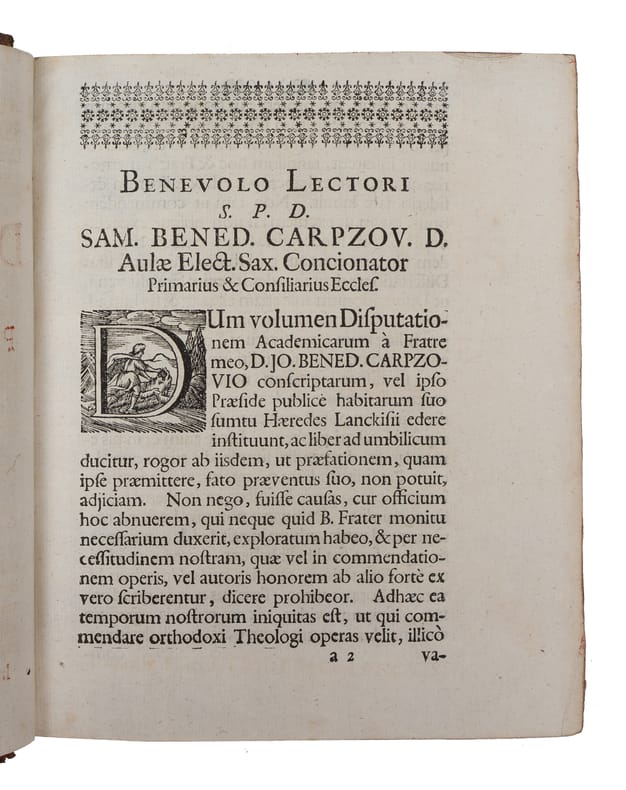 BENEVOLO LECTORI
S. P. D.
SAM. BENED. CARPZOV. D.
Aulæ Elect. Sax. Concionator
Primarius & Consiliarius Eccles.
DUm volumen Disputatio-
nem Academicarum à Fratre
meo, D. JO. BENED. CARPZO-
VIO conscriptarum, vel ipso
Præside publicè habitarum suo
sumtu Hæredes Lanckisii edere
instituunt, ac liber ad umbilicum
ducitur, rogor ab iisdem, ut præfationem, quam
ipse præmittere, fato præventus suo, non potuit,
adjiciam. Non nego, fuisse causas, cur officium
hoc abnuerem, qui neque quid B. Frater monitu
necessarium duxerit, exploratum habeo, & per ne-
cessitudinem nostram, quæ vel in commendatio-
nem operis, vel autoris honorem ab alio fortè ex
vero scriberentur, dicere prohibeor. Adhæc ea
temporum nostrorum iniquitas est, ut qui com-
mendare orthodoxi Theologi operas velit, illicò
a 2 va-